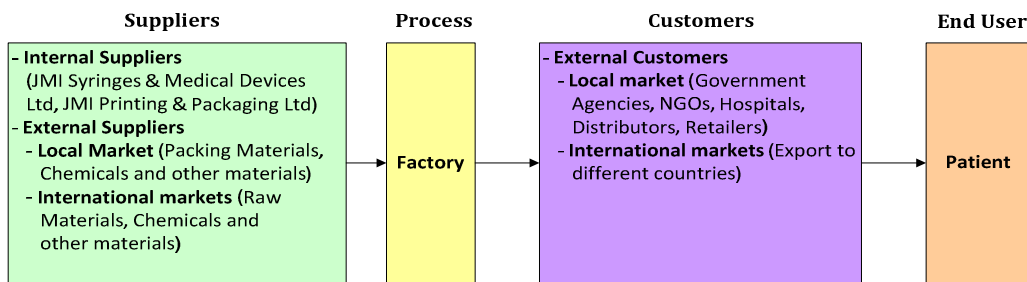 Suppliers
- Internal Suppliers
(JMI Syringes & Medical Devices
Ltd, JMI Printing & Packaging Ltd)
- External Suppliers
- Local Market (Packing Materials,
Chemicals and other materials)
- International markets (Raw
Materials, Chemicals and
other materials)
Process
Factory
Customers
- External Customers
- Local market (Government
Agencies, NGOs, Hospitals,
Distributors, Retailers)
- International markets (Export to
different countries)
End User
Patient